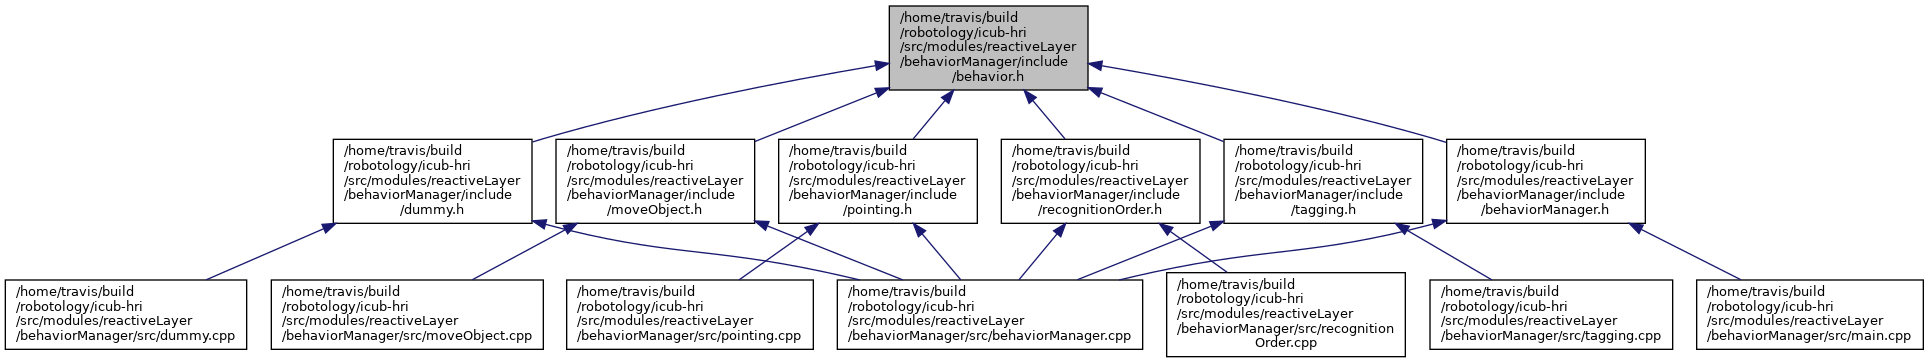 /home/travis/build
/robotology/icub-hri
/src/modules/reactiveLayer
/behaviorManager/include
/behavior.h
/home/travis/build
/robotology/icub-hri
/src/modules/reactiveLayer
/behaviorManager/include
/dummy.h
/home/travis/build
/robotology/icub-hri
/src/modules/reactiveLayer
/behaviorManager/include
/moveObject.h
/home/travis/build
/robotology/icub-hri
/src/modules/reactiveLayer
/behaviorManager/include
/pointing.h
/home/travis/build
/robotology/icub-hri
/src/modules/reactiveLayer
/behaviorManager/include
/recognitionOrder.h
/home/travis/build
/robotology/icub-hri
/src/modules/reactiveLayer
/behaviorManager/include
/tagging.h
/home/travis/build
/robotology/icub-hri
/src/modules/reactiveLayer
/behaviorManager/include
/behaviorManager.h
/home/travis/build
/robotology/icub-hri
/src/modules/reactiveLayer
/behaviorManager/src/dummy.cpp
/home/travis/build
/robotology/icub-hri
/src/modules/reactiveLayer
/behaviorManager/src/moveObject.cpp
/home/travis/build
/robotology/icub-hri
/src/modules/reactiveLayer
/behaviorManager/src/pointing.cpp
/home/travis/build
/robotology/icub-hri
/src/modules/reactiveLayer
/behaviorManager/src/behaviorManager.cpp
/home/travis/build
/robotology/icub-hri
/src/modules/reactiveLayer
/behaviorManager/src/recognition
Order.cpp
/home/travis/build
/robotology/icub-hri
/src/modules/reactiveLayer
/behaviorManager/src/tagging.cpp
/home/travis/build
/robotology/icub-hri
/src/modules/reactiveLayer
/behaviorManager/src/main.cpp